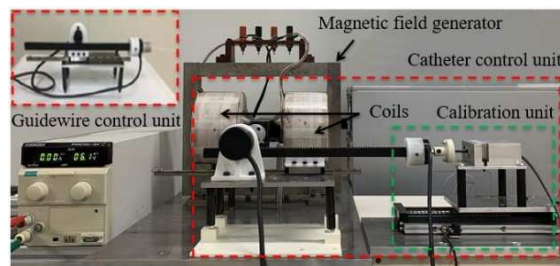 Magnetic field generator
Catheter control unit
Coils
Calibration unit
Guidewire control unit